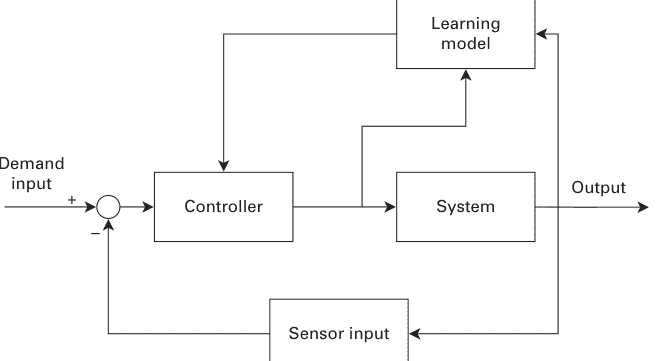 Learning
model
Demand
input
+
−
Controller
System
Output
Sensor input